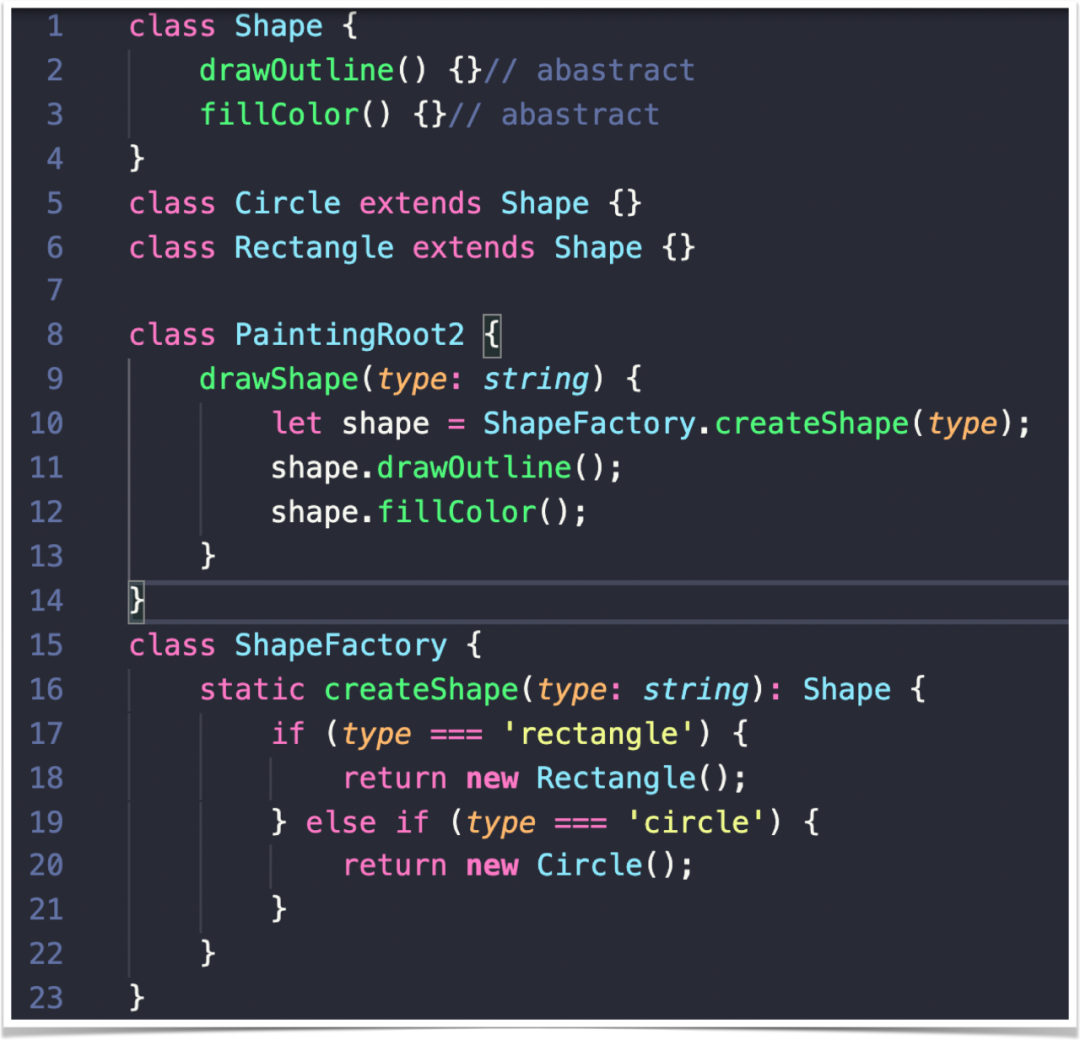 1 class Shape {
2     drawOutline() {}// abastract
3     fillColor() {}// abastract
4 }
5 class Circle extends Shape {}
6 class Rectangle extends Shape {}
7
8 class PaintingRoot2 {
9     drawShape(type: string) {
10         let shape = ShapeFactory.createShape(type);
11         shape.drawOutline();
12         shape.fillColor();
13     }
14 }
15 class ShapeFactory {
16     static createShape(type: string): Shape {
17         if (type === 'rectangle') {
18             return new Rectangle();
19         } else if (type === 'circle') {
20             return new Circle();
21         }
22     }
23 }